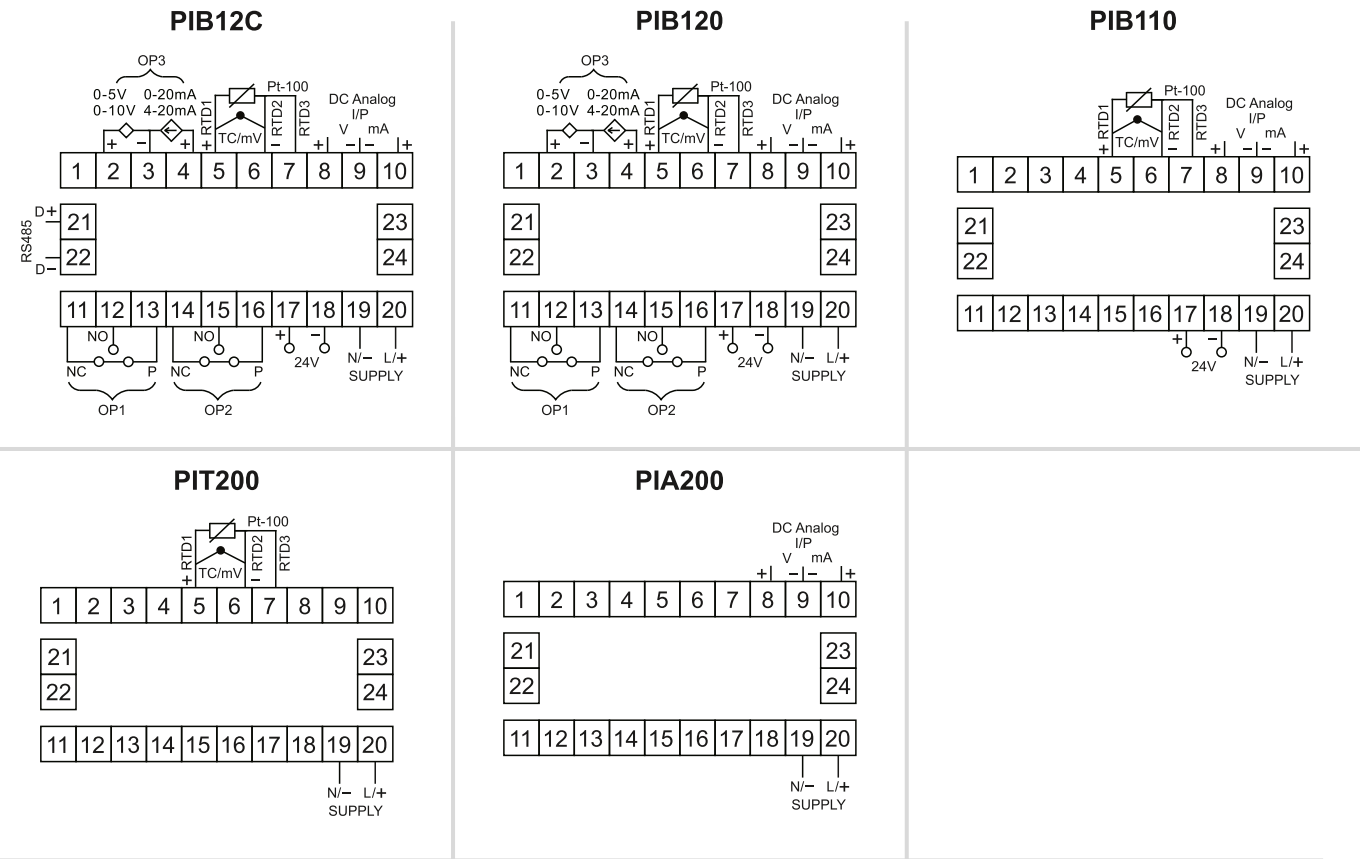 PIB12C
OP3
0-5V 0-20mA
0-10V 4-20mA
RTD1
Pt-100
TC/mV
RTD2
RTD3
DC Analog
I/P
V mA
+ − + + − + − − +
1 2 3 4 5 6 7 8 9 10
RS485
D+
D−
21 23
22 24
11 12 13 14 15 16 17 18 19 20
NO NO + −
24V
N/− L/+
NC P NC P
SUPPLY
OP1 OP2
PIB120
OP3
0-5V 0-20mA
0-10V 4-20mA
RTD1
Pt-100
TC/mV
RTD2
RTD3
DC Analog
I/P
V mA
+ − + + − + − − +
1 2 3 4 5 6 7 8 9 10
21 23
22 24
11 12 13 14 15 16 17 18 19 20
NO NO + −
24V
N/− L/+
NC P NC P
SUPPLY
OP1 OP2
PIB110
RTD1
Pt-100
TC/mV
RTD2
RTD3
DC Analog
I/P
V mA
+ − + − − +
1 2 3 4 5 6 7 8 9 10
21 23
22 24
11 12 13 14 15 16 17 18 19 20
+ −
24V
N/− L/+
SUPPLY
PIT200
RTD1
Pt-100
TC/mV
RTD2
RTD3
+ −
1 2 3 4 5 6 7 8 9 10
21 23
22 24
11 12 13 14 15 16 17 18 19 20
N/− L/+
SUPPLY
PIA200
DC Analog
I/P
V mA
+ − − +
1 2 3 4 5 6 7 8 9 10
21 23
22 24
11 12 13 14 15 16 17 18 19 20
N/− L/+
SUPPLY